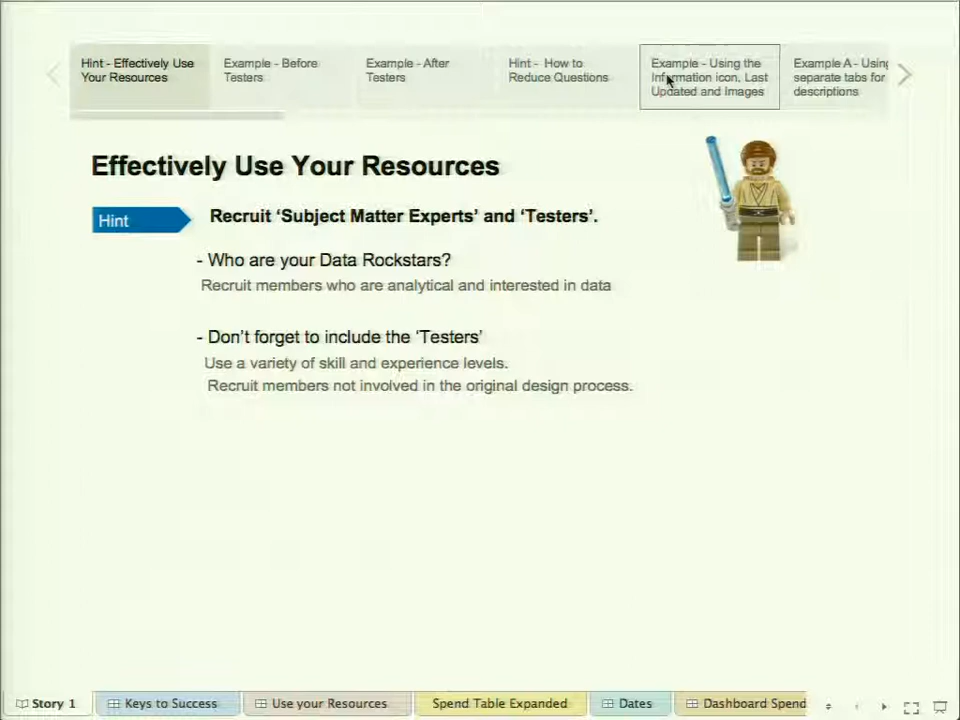 Hint - Effectively Use
Your Resources
Example - Before
Testers
Example - After
Testers
Hint - How to
Reduce Questions
Example - Using the
Information icon, Last
Updated and Images
Example A - Using
separate tabs for
descriptions
Effectively Use Your Resources
Hint
Recruit ‘Subject Matter Experts’ and ‘Testers’.
- Who are your Data Rockstars?
Recruit members who are analytical and interested in data
- Don’t forget to include the ‘Testers’
Use a variety of skill and experience levels.
Recruit members not involved in the original design process.
Story 1
Keys to Success
Use your Resources
Spend Table Expanded
Dates
Dashboard Spend